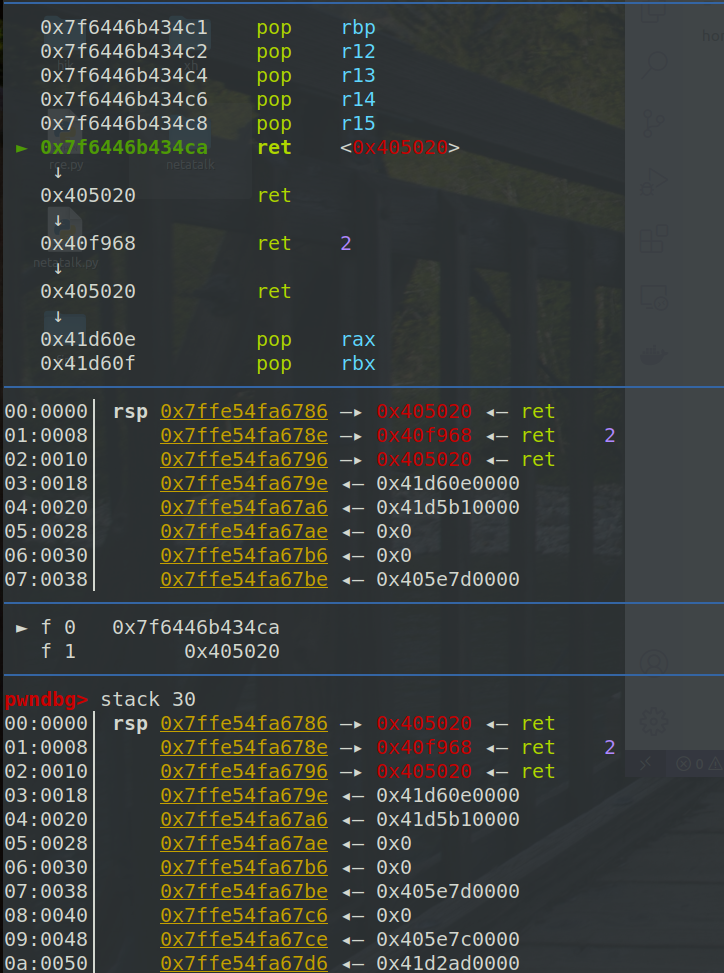 0x7f6446b434c1 pop rbp
0x7f6446b434c2 pop r12
0x7f6446b434c4 pop r13
0x7f6446b434c6 pop r14
0x7f6446b434c8 pop r15
► 0x7f6446b434ca ret <0x405020>
↓
0x405020 ret
↓
0x40f968 ret 2
↓
0x405020 ret
↓
0x41d60e pop rax
0x41d60f pop rbx
00:0000│ rsp 0x7ffe54fa6786 —▸ 0x405020 ◂— ret
01:0008│ 0x7ffe54fa678e —▸ 0x40f968 ◂— ret 2
02:0010│ 0x7ffe54fa6796 —▸ 0x405020 ◂— ret
03:0018│ 0x7ffe54fa679e ◂— 0x41d60e0000
04:0020│ 0x7ffe54fa67a6 ◂— 0x41d5b10000
05:0028│ 0x7ffe54fa67ae ◂— 0x0
06:0030│ 0x7ffe54fa67b6 ◂— 0x0
07:0038│ 0x7ffe54fa67be ◂— 0x405e7d0000
► f 0 0x7f6446b434ca
f 1 0x405020
pwndbg> stack 30
00:0000│ rsp 0x7ffe54fa6786 —▸ 0x405020 ◂— ret
01:0008│ 0x7ffe54fa678e —▸ 0x40f968 ◂— ret 2
02:0010│ 0x7ffe54fa6796 —▸ 0x405020 ◂— ret
03:0018│ 0x7ffe54fa679e ◂— 0x41d60e0000
04:0020│ 0x7ffe54fa67a6 ◂— 0x41d5b10000
05:0028│ 0x7ffe54fa67ae ◂— 0x0
06:0030│ 0x7ffe54fa67b6 ◂— 0x0
07:0038│ 0x7ffe54fa67be ◂— 0x405e7d0000
08:0040│ 0x7ffe54fa67c6 ◂— 0x0
09:0048│ 0x7ffe54fa67ce ◂— 0x405e7c0000
0a:0050│ 0x7ffe54fa67d6 ◂— 0x41d2ad0000
rce.py
netatalk
netatalk.py